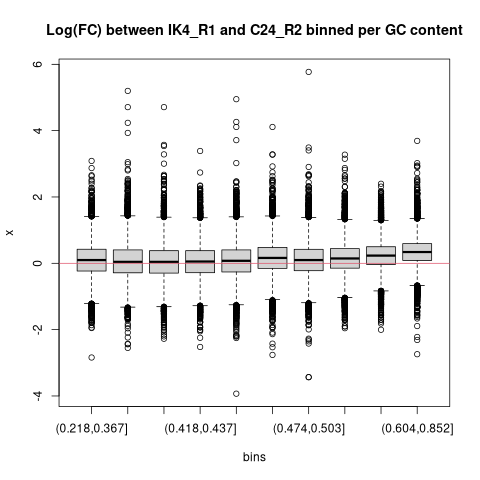 Log(FC) between IK4_R1 and C24_R2 binned per GC content
6
4
2
0
-2
-4
x
(0.218,0.367] (0.418,0.437] (0.474,0.503] (0.604,0.852]
bins